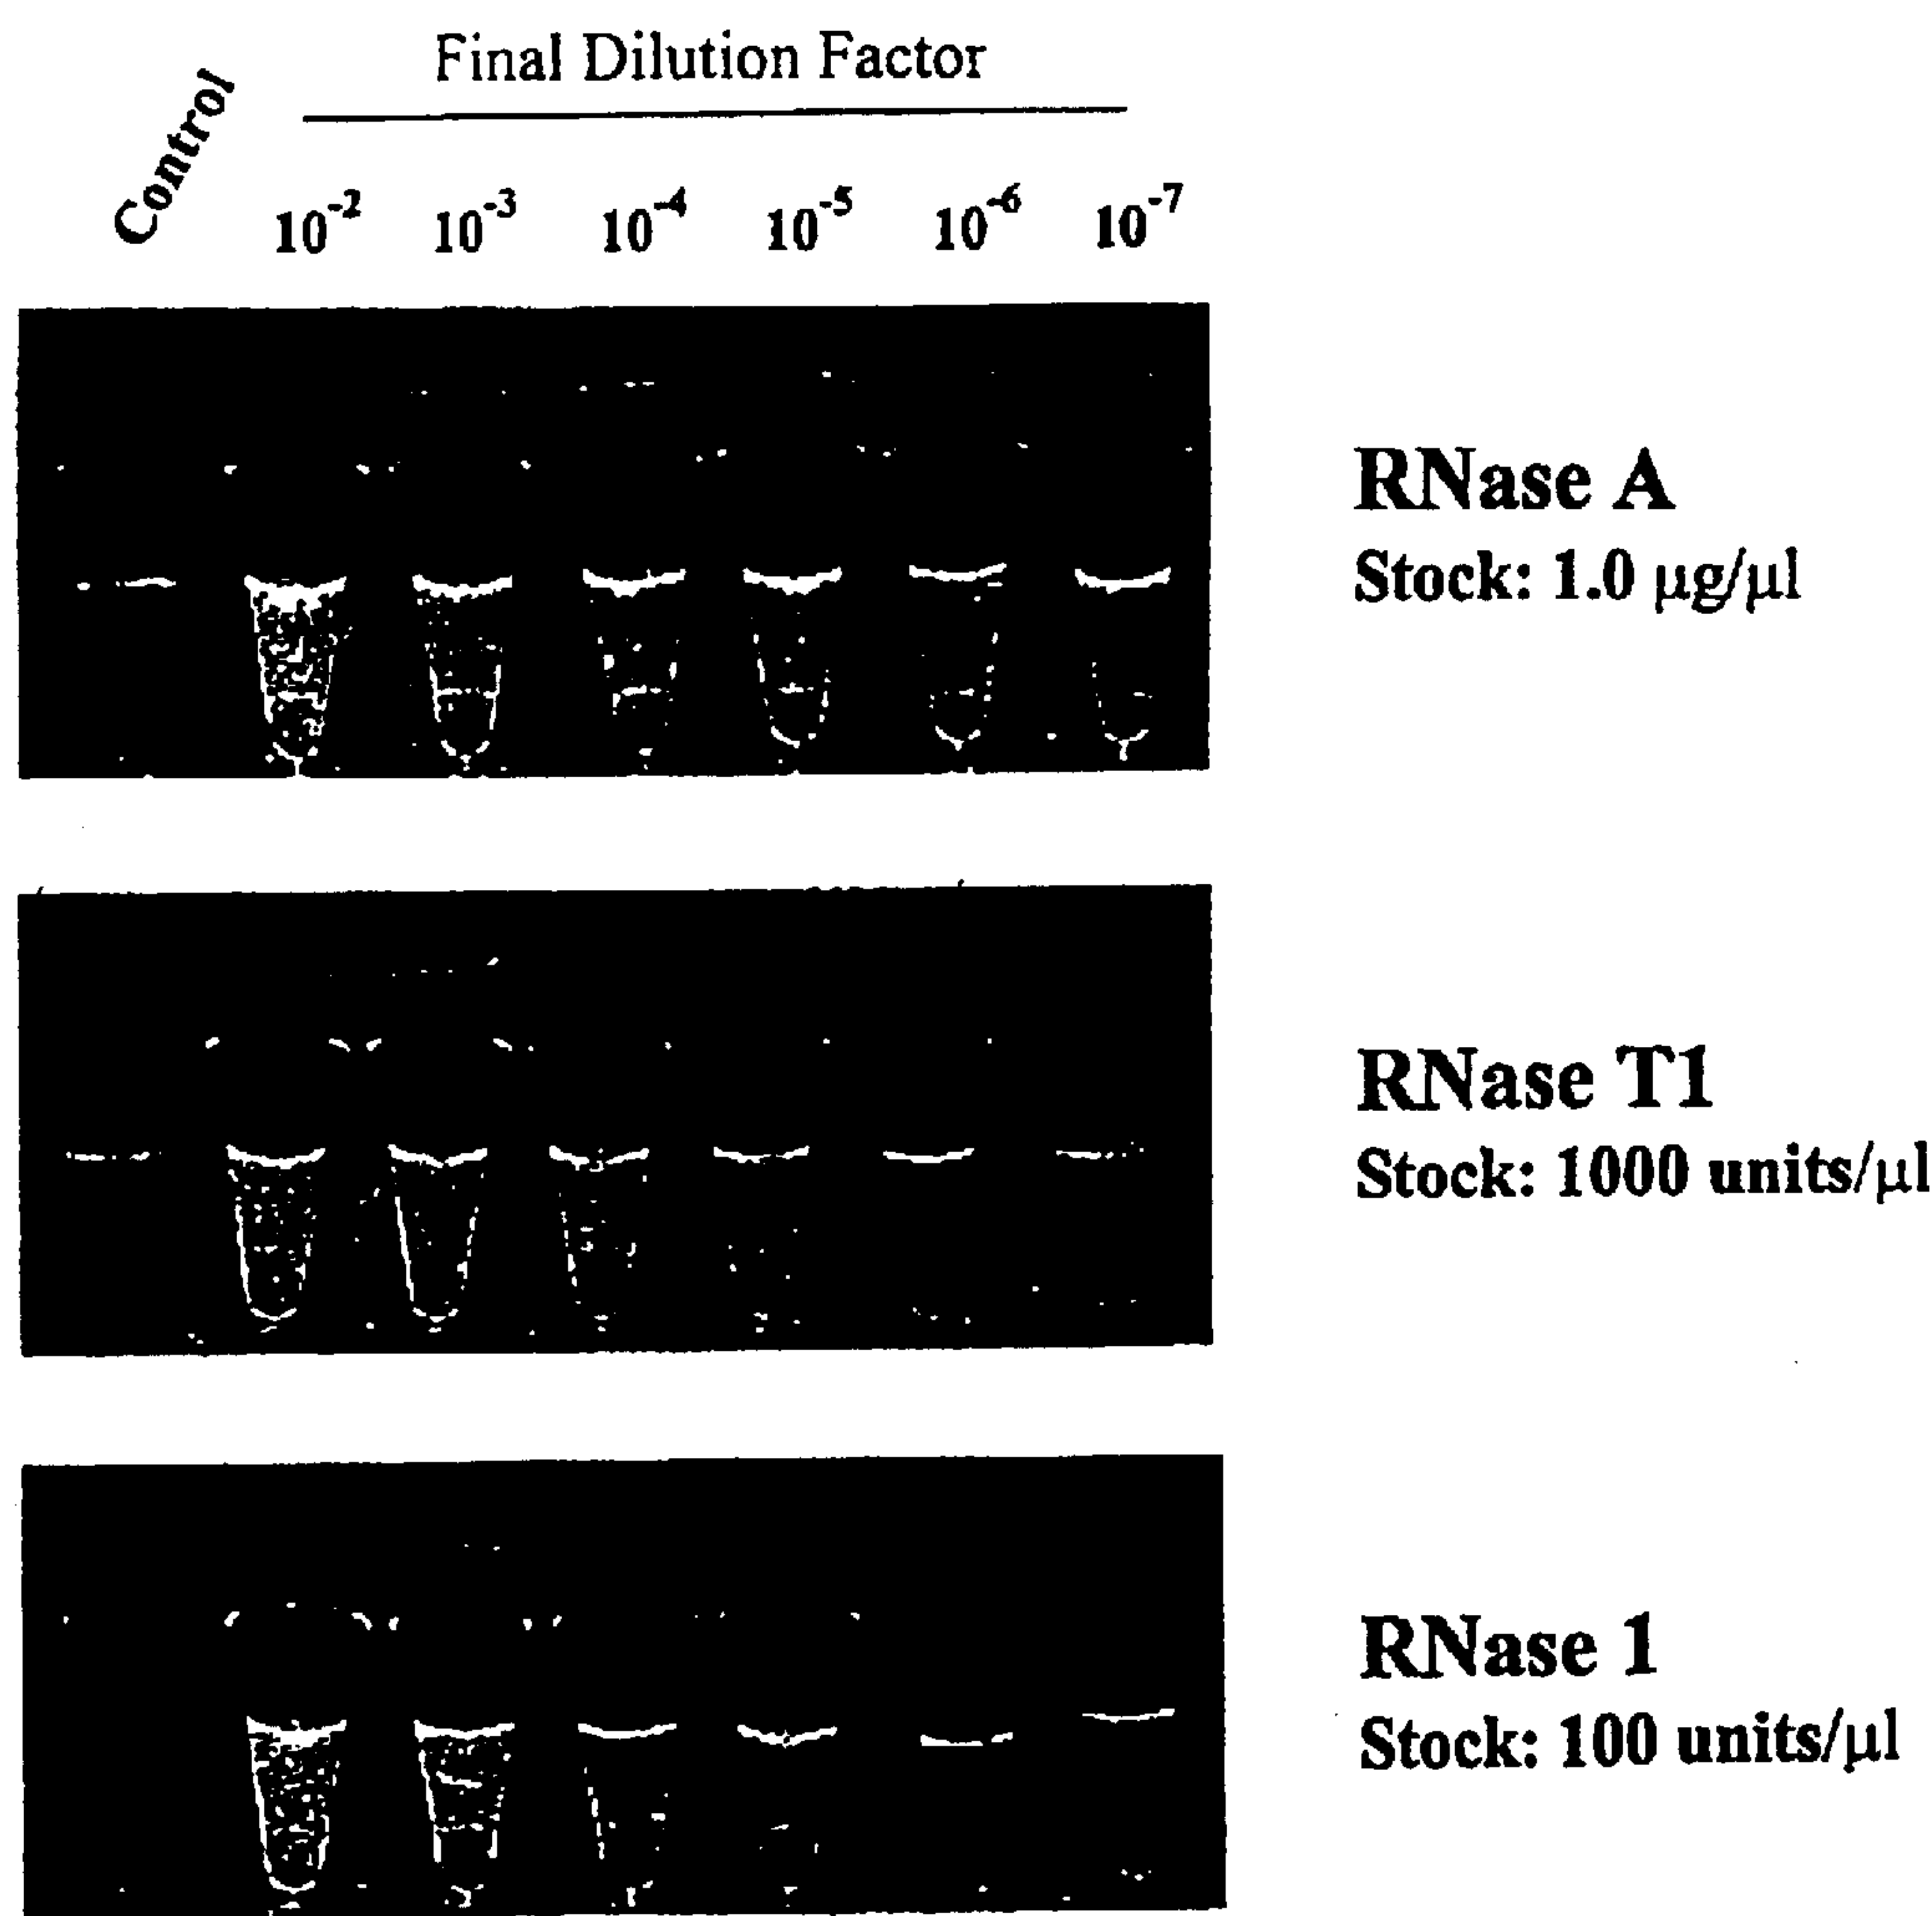 Final Dilution Factor
Control
10⁻² 10⁻³ 10⁻⁴ 10⁻⁵ 10⁻⁶ 10⁻⁷
RNase A
Stock: 1.0 µg/µl
RNase T1
Stock: 1000 units/µl
RNase 1
Stock: 100 units/µl